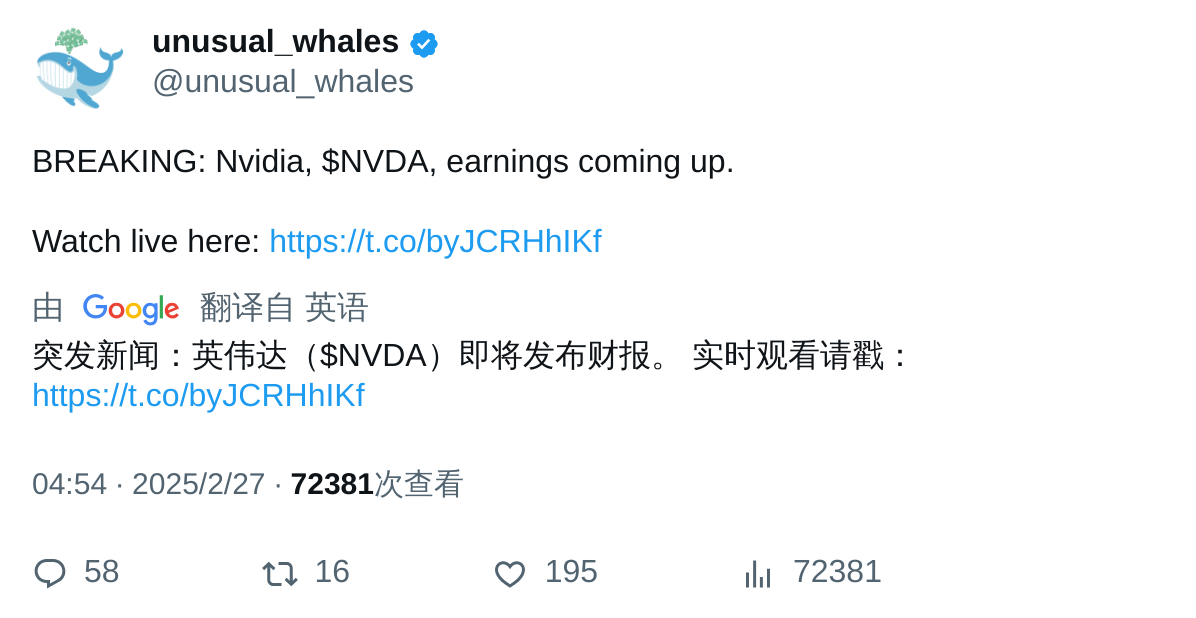 unusual_whales
@unusual_whales
BREAKING: Nvidia, $NVDA, earnings coming up.
Watch live here: https://t.co/byJCRHhIKf
由 Google 翻译自 英语
突发新闻：英伟达（$NVDA）即将发布财报。 实时观看请戳：
https://t.co/byJCRHhIKf
04:54 · 2025/2/27 · 72381次查看
58 16 195 72381